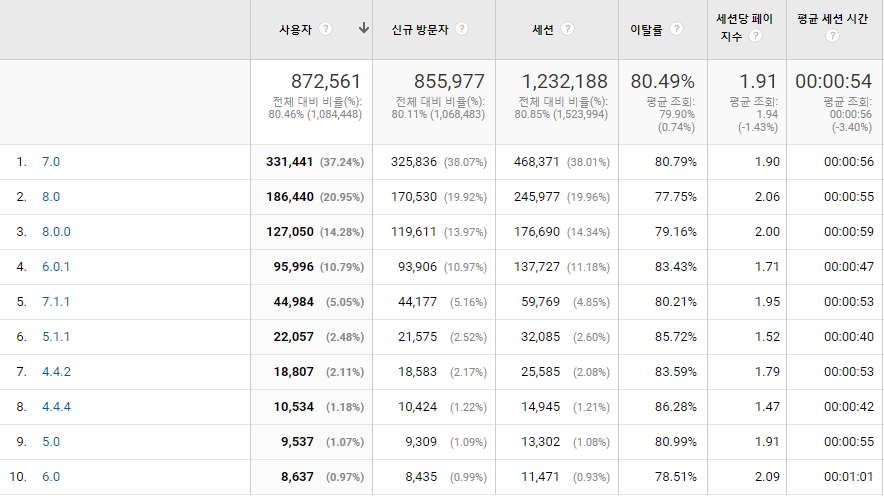 사용자 ? 신규 방문자 ? 세션 ? 이탈률 ? 세션당 페이지수 ? 평균 세션 시간 ?
872,561 855,977 1,232,188 80.49% 1.91 00:00:54
전체 대비 비율(%): 전체 대비 비율(%): 전체 대비 비율(%): 평균 조회: 평균 조회: 평균 조회:
80.46% (1,084,448) 80.11% (1,068,483) 80.85% (1,523,994) 79.90% 1.94 00:00:56
(0.74%) (-1.43%) (-3.40%)
1. 7.0 331,441 (37.24%) 325,836 (38.07%) 468,371 (38.01%) 80.79% 1.90 00:00:56
2. 8.0 186,440 (20.95%) 170,530 (19.92%) 245,977 (19.96%) 77.75% 2.06 00:00:55
3. 8.0.0 127,050 (14.28%) 119,611 (13.97%) 176,690 (14.34%) 79.16% 2.00 00:00:59
4. 6.0.1 95,996 (10.79%) 93,906 (10.97%) 137,727 (11.18%) 83.43% 1.71 00:00:47
5. 7.1.1 44,984 (5.05%) 44,177 (5.16%) 59,769 (4.85%) 80.21% 1.95 00:00:53
6. 5.1.1 22,057 (2.48%) 21,575 (2.52%) 32,085 (2.60%) 85.72% 1.52 00:00:40
7. 4.4.2 18,807 (2.11%) 18,583 (2.17%) 25,585 (2.08%) 83.59% 1.79 00:00:53
8. 4.4.4 10,534 (1.18%) 10,424 (1.22%) 14,945 (1.21%) 86.28% 1.47 00:00:42
9. 5.0 9,537 (1.07%) 9,309 (1.09%) 13,302 (1.08%) 80.99% 1.91 00:00:55
10. 6.0 8,637 (0.97%) 8,435 (0.99%) 11,471 (0.93%) 78.51% 2.09 00:01:01